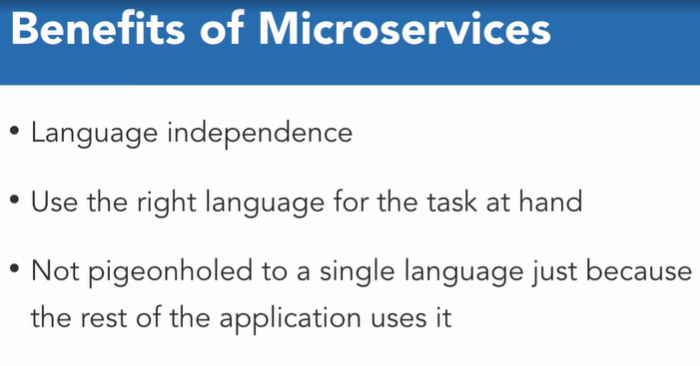 Benefits of Microservices
• Language independence
• Use the right language for the task at hand
• Not pigeonholed to a single language just because
the rest of the application uses it